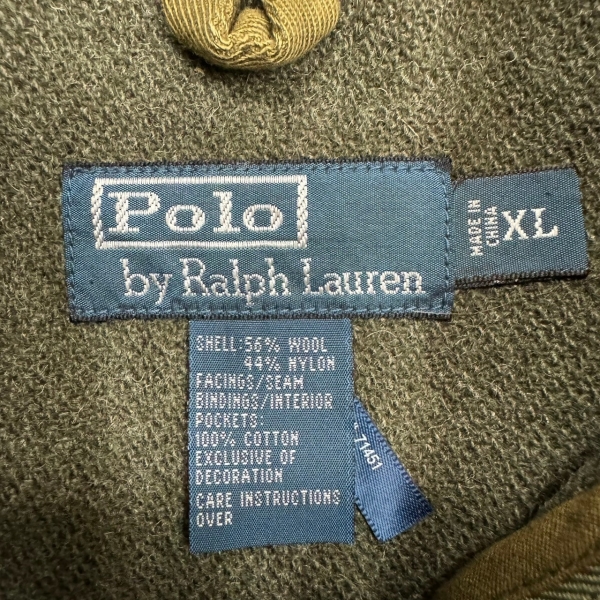 Polo
by Ralph Lauren
MADE IN
CHINA
XL
SHELL: 56% WOOL
44% NYLON
FACINGS/SEAM
BINDINGS/INTERIOR
POCKETS:
100% COTTON
EXCLUSIVE OF
DECORATION
CARE INSTRUCTIONS
OVER
71451